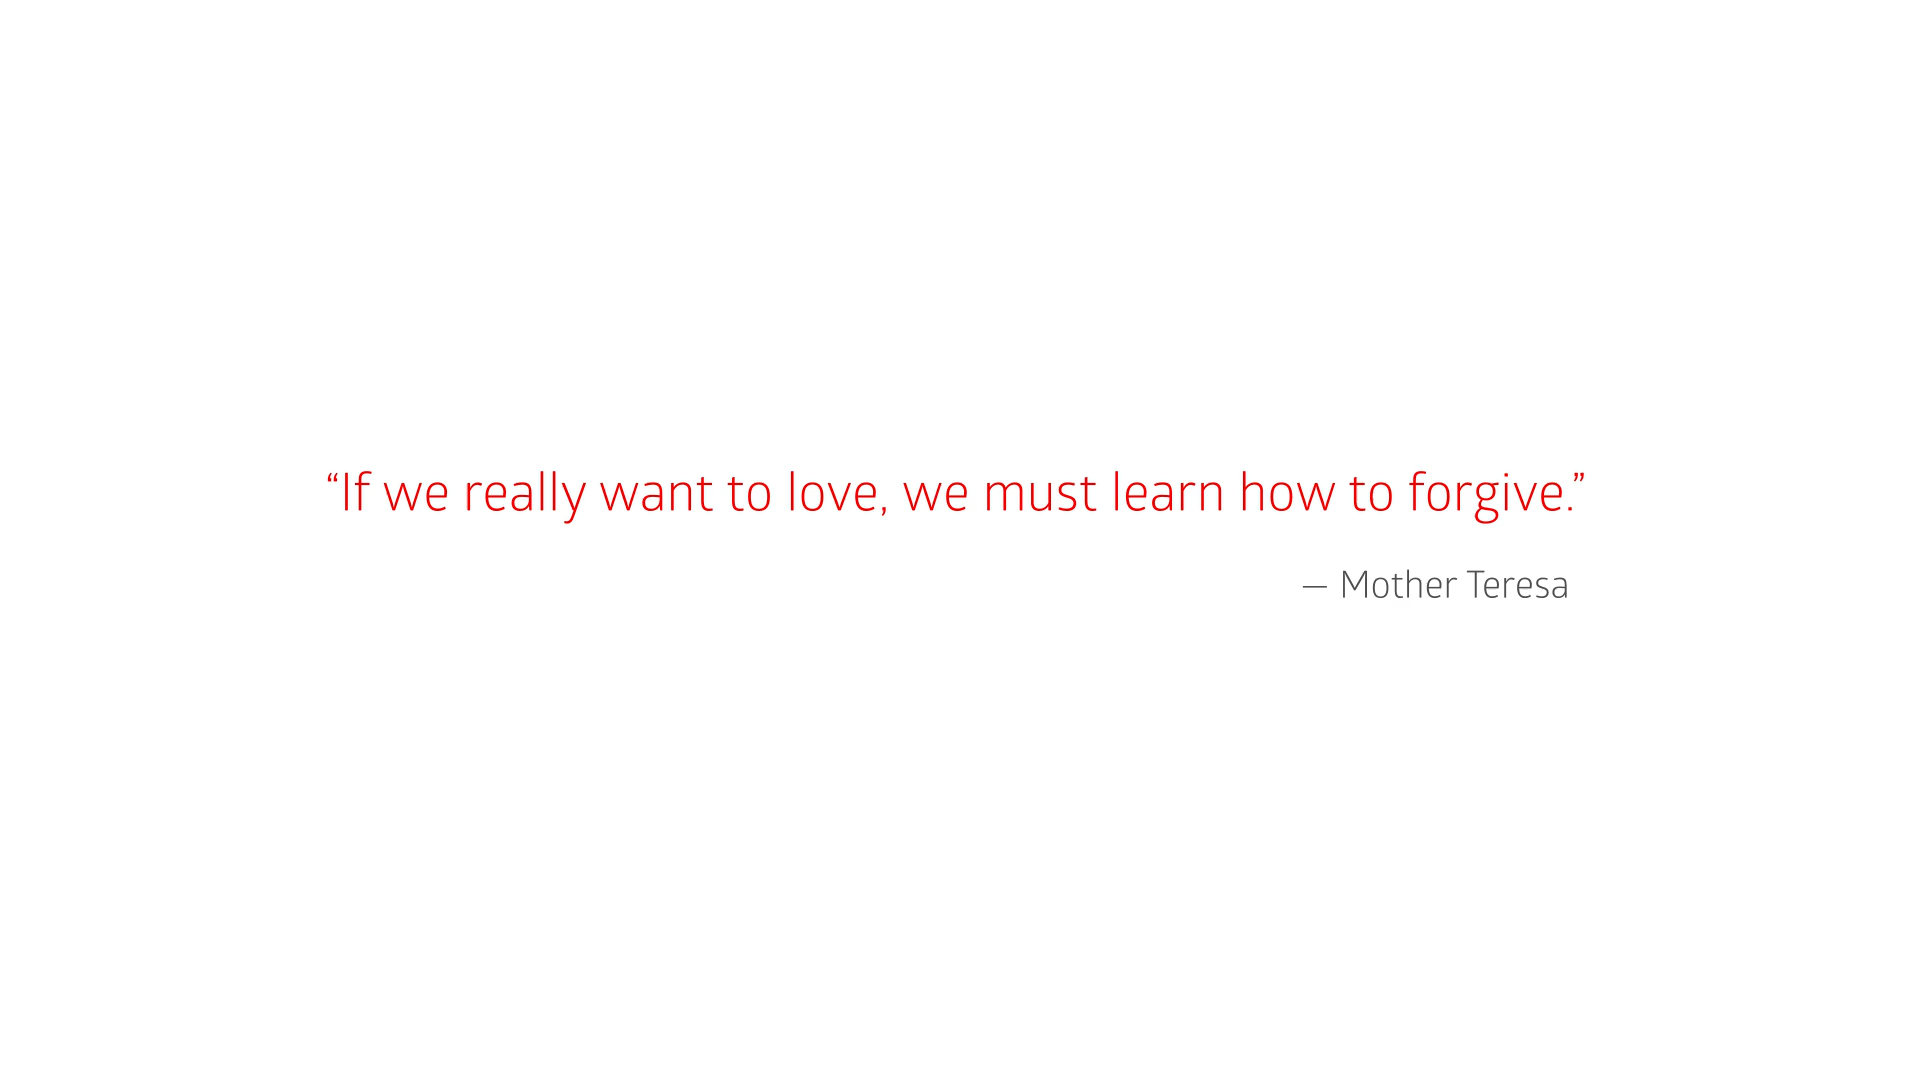 “If we really want to love, we must learn how to forgive.”
— Mother Teresa